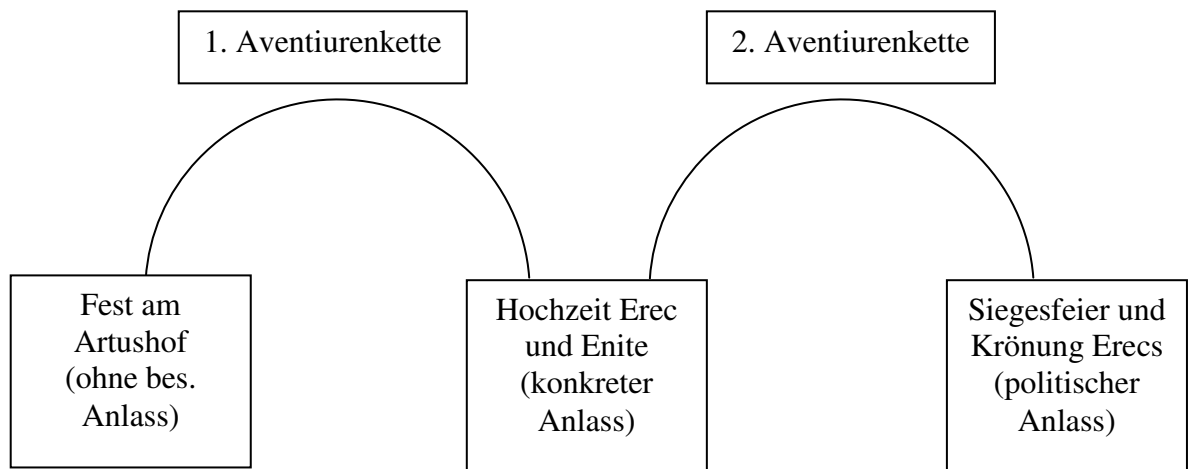 1. Aventiurenkette
2. Aventiurenkette
Fest am
Artushof
(ohne bes.
Anlass)
Hochzeit Erec
und Enite
(konkreter
Anlass)
Siegesfeier und
Krönung Erecs
(politischer
Anlass)